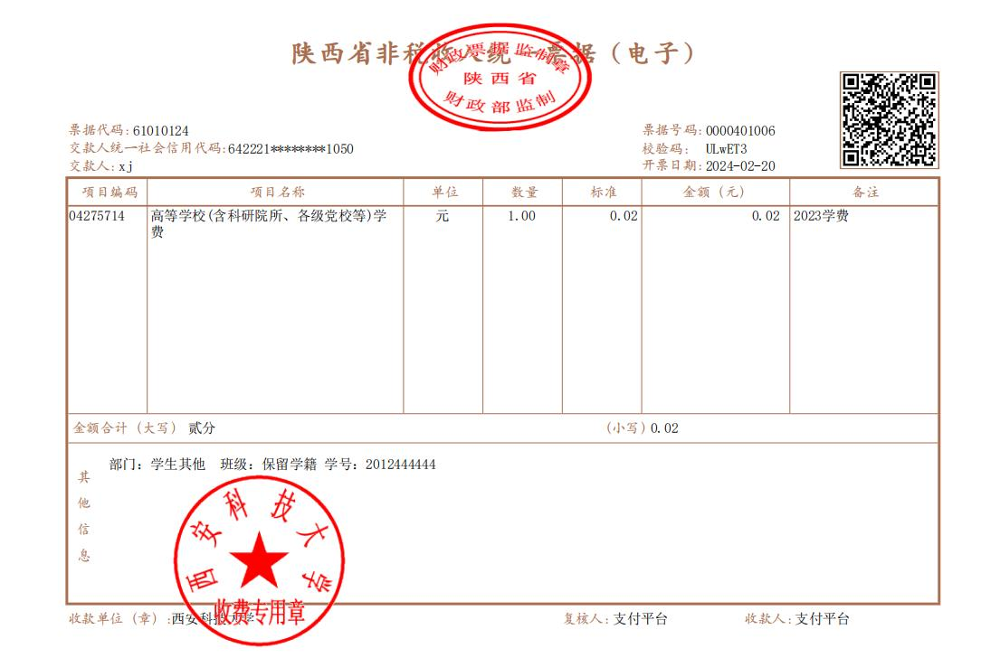 陕西省非税收入统一票据（电子）
财政票据监制章
陕西省
财政部监制
票据代码：61010124
票据号码：0000401006
交款人统一社会信用代码：642221********1050
校验码： ULwET3
交款人：xj
开票日期：2024-02-20
项目编码 项目名称 单位 数量 标准 金额（元） 备注
04275714 高等学校(含科研院所、各级党校等)学 元 1.00 0.02 0.02 2023学费
费
金额合计（大写） 贰分 （小写）0.02
其他信息
部门：学生其他 班级：保留学籍 学号：2012444444
西安科技大学
收费专用章
收款单位（章）:西安科技大学 复核人：支付平台 收款人：支付平台